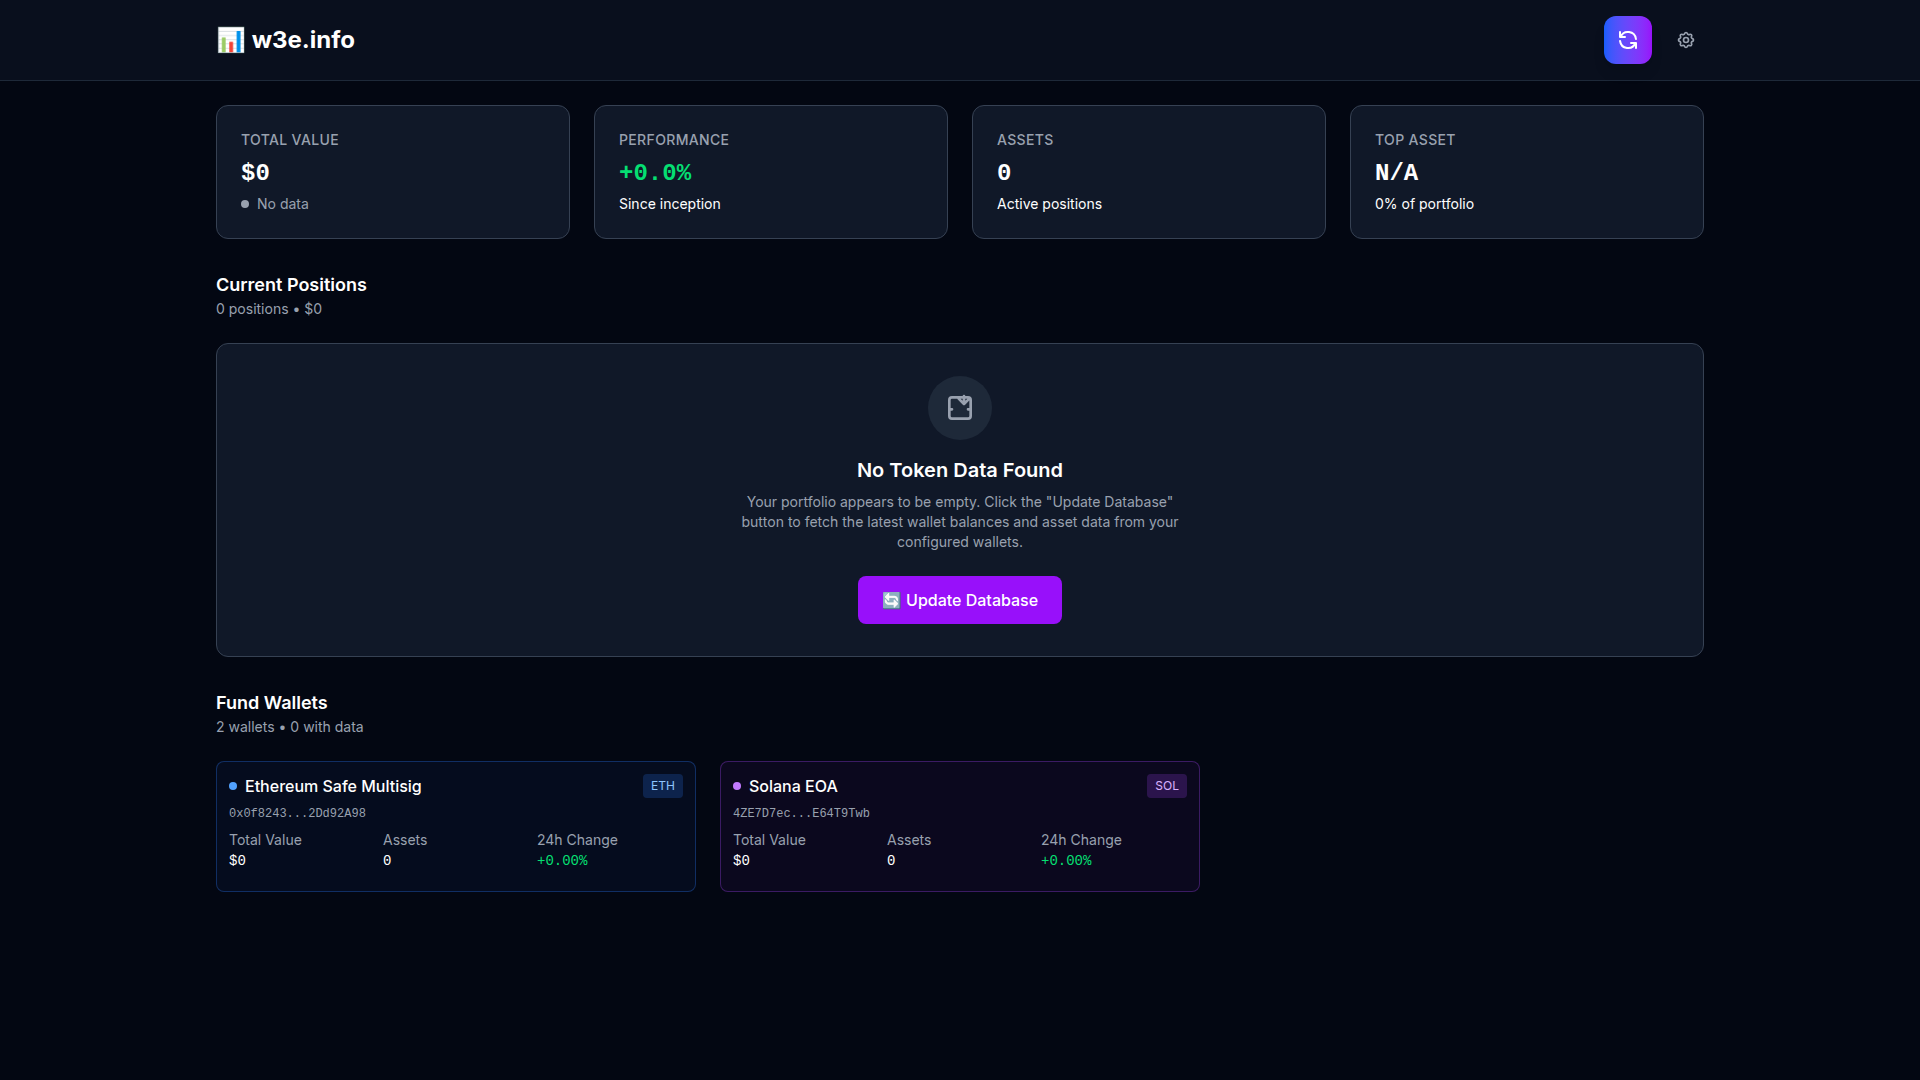 📊 w3e.info
TOTAL VALUE
$0
No data
PERFORMANCE
+0.0%
Since inception
ASSETS
0
Active positions
TOP ASSET
N/A
0% of portfolio
Current Positions
0 positions • $0
No Token Data Found
Your portfolio appears to be empty. Click the "Update Database"
button to fetch the latest wallet balances and asset data from your
configured wallets.
🔄 Update Database
Fund Wallets
2 wallets • 0 with data
Ethereum Safe Multisig
ETH
0x0f8243...2Dd92A98
Total Value
Assets
24h Change
$0
0
+0.00%
Solana EOA
SOL
4ZE7D7ec...E64T9Twb
Total Value
Assets
24h Change
$0
0
+0.00%